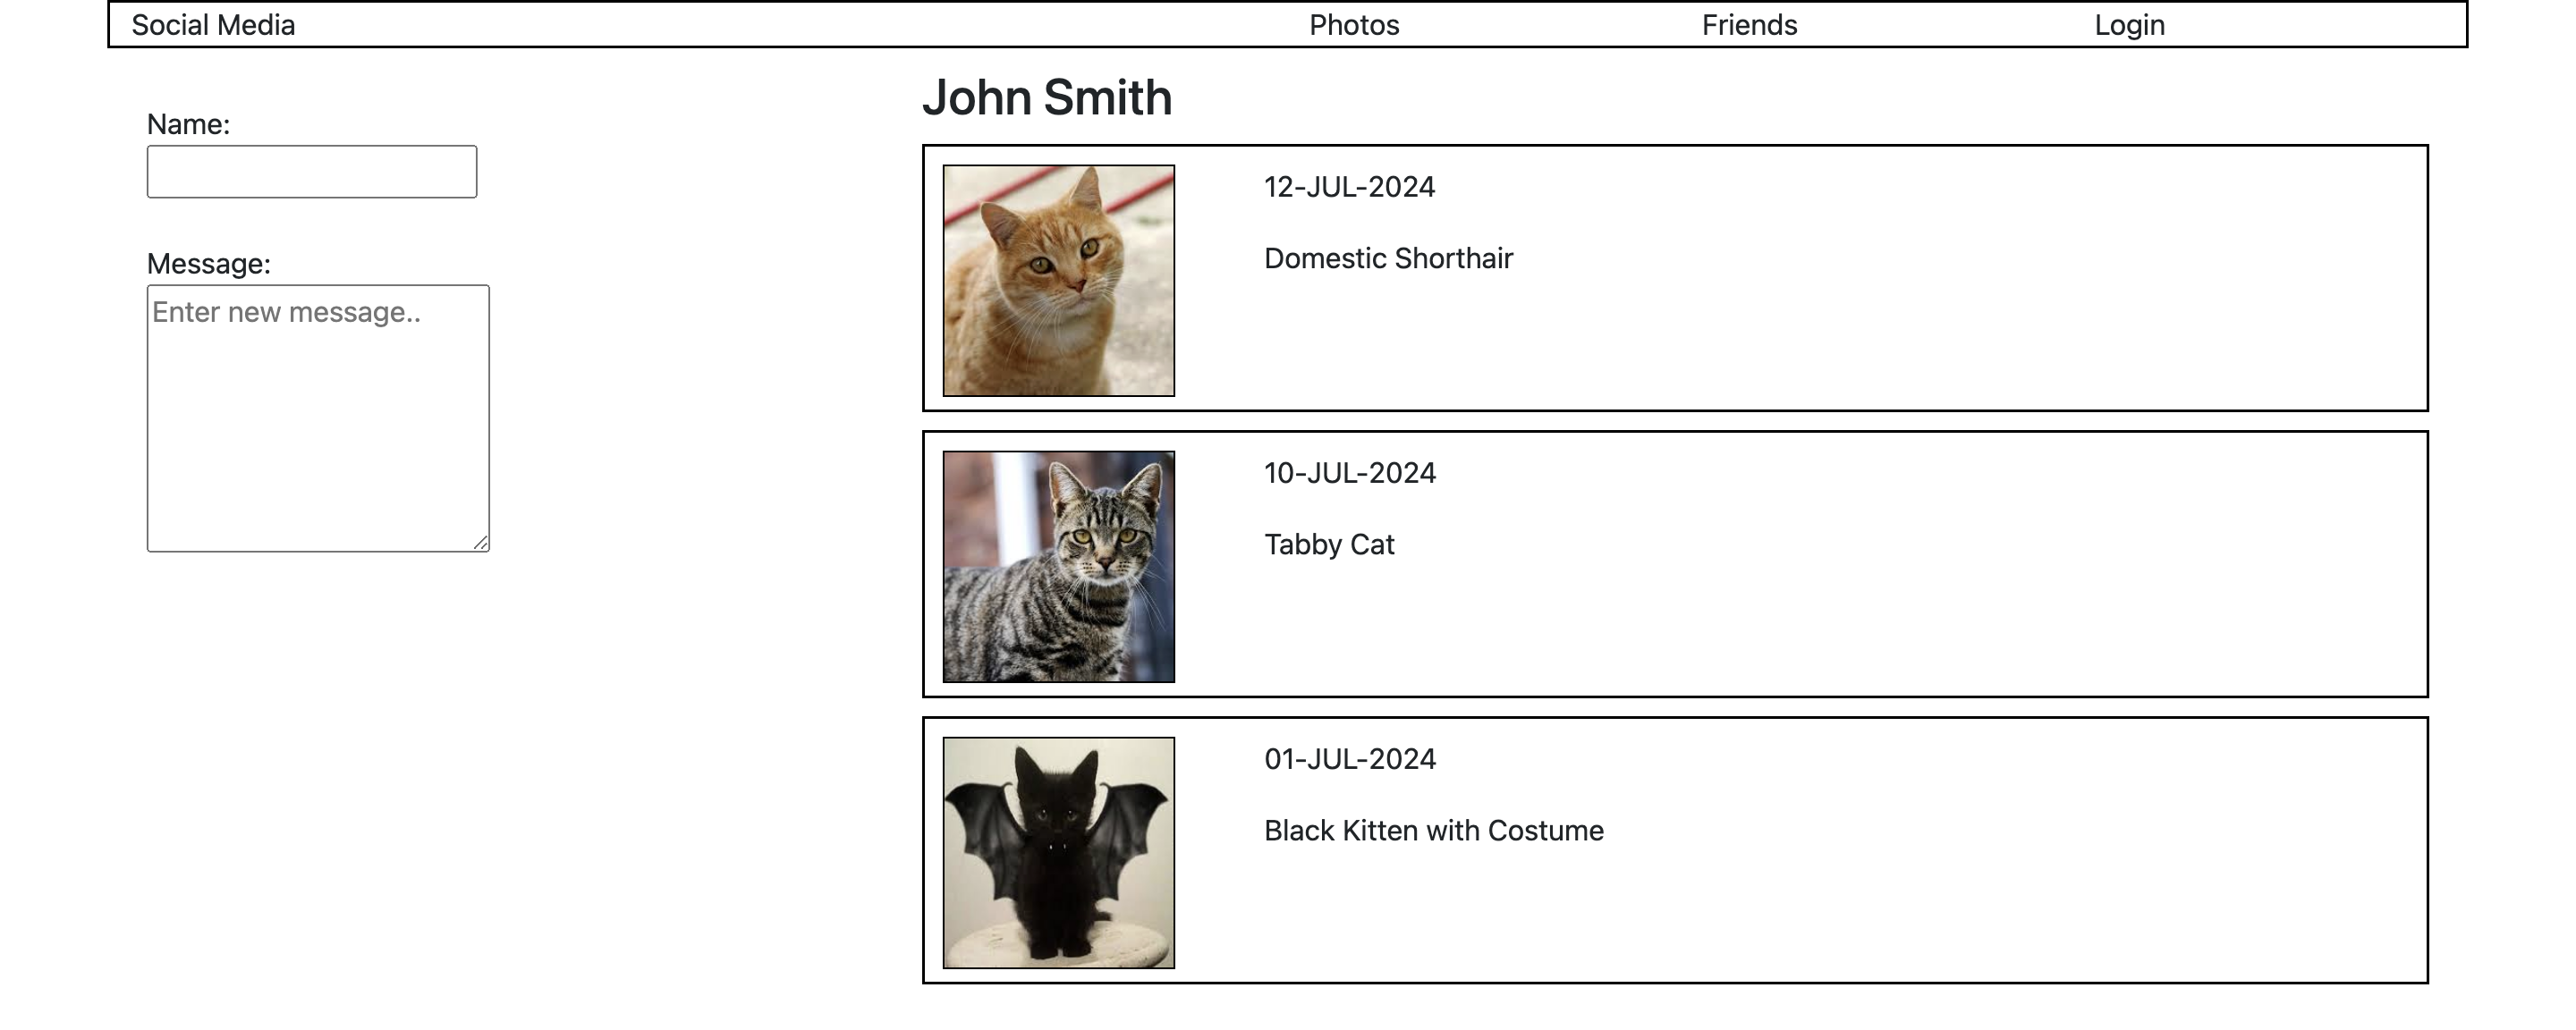 Social Media
Photos
Friends
Login
Name:
Message:
Enter new message..
John Smith
12-JUL-2024
Domestic Shorthair
10-JUL-2024
Tabby Cat
01-JUL-2024
Black Kitten with Costume